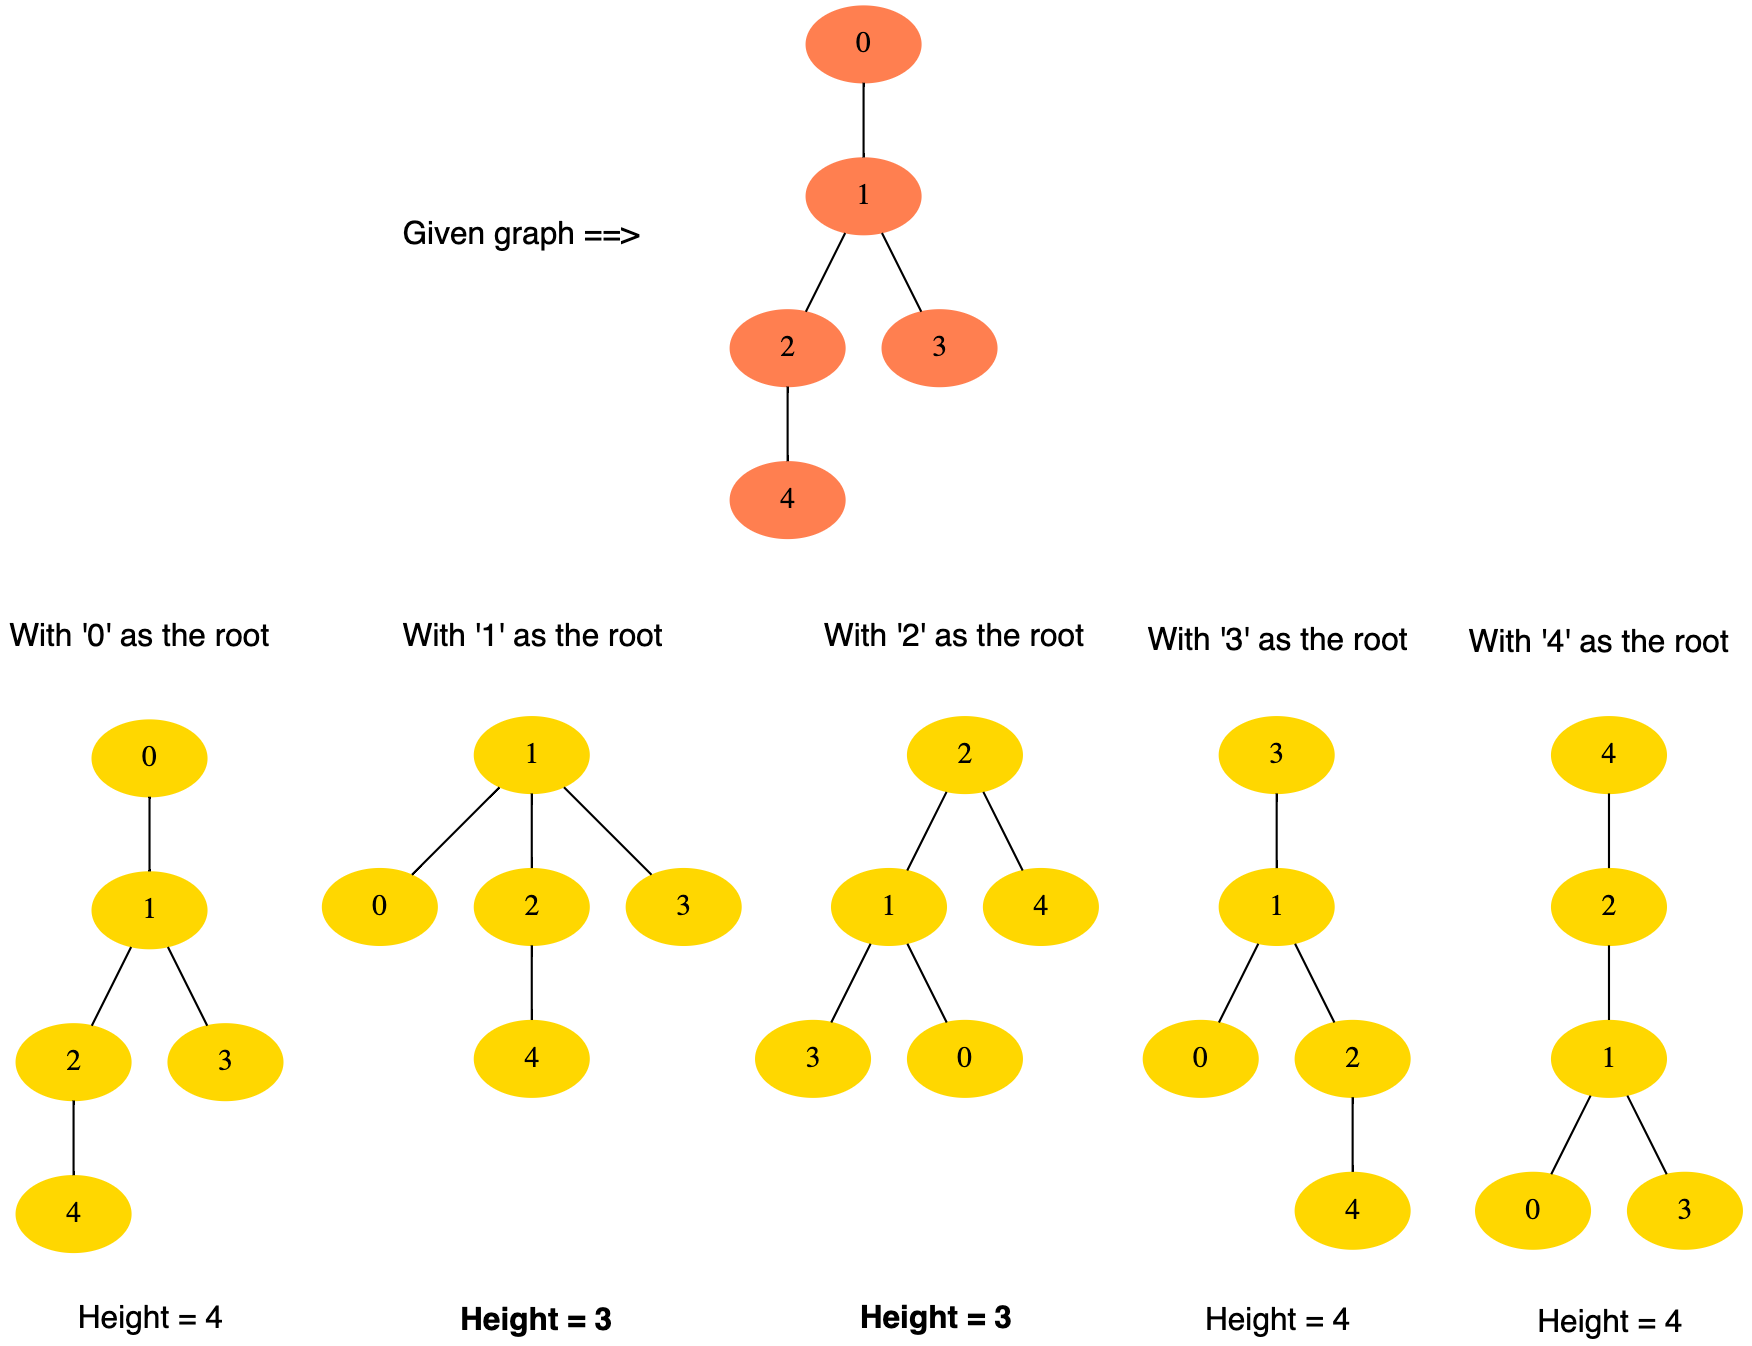 0
1
Given graph ==>
2 3
4
With '0' as the root With '1' as the root With '2' as the root With '3' as the root With '4' as the root
0 1 2 3 4
1 0 2 3 1 4 1 2
2 3 4 3 0 0 2 1
4 4 0 3
Height = 4 Height = 3 Height = 3 Height = 4 Height = 4